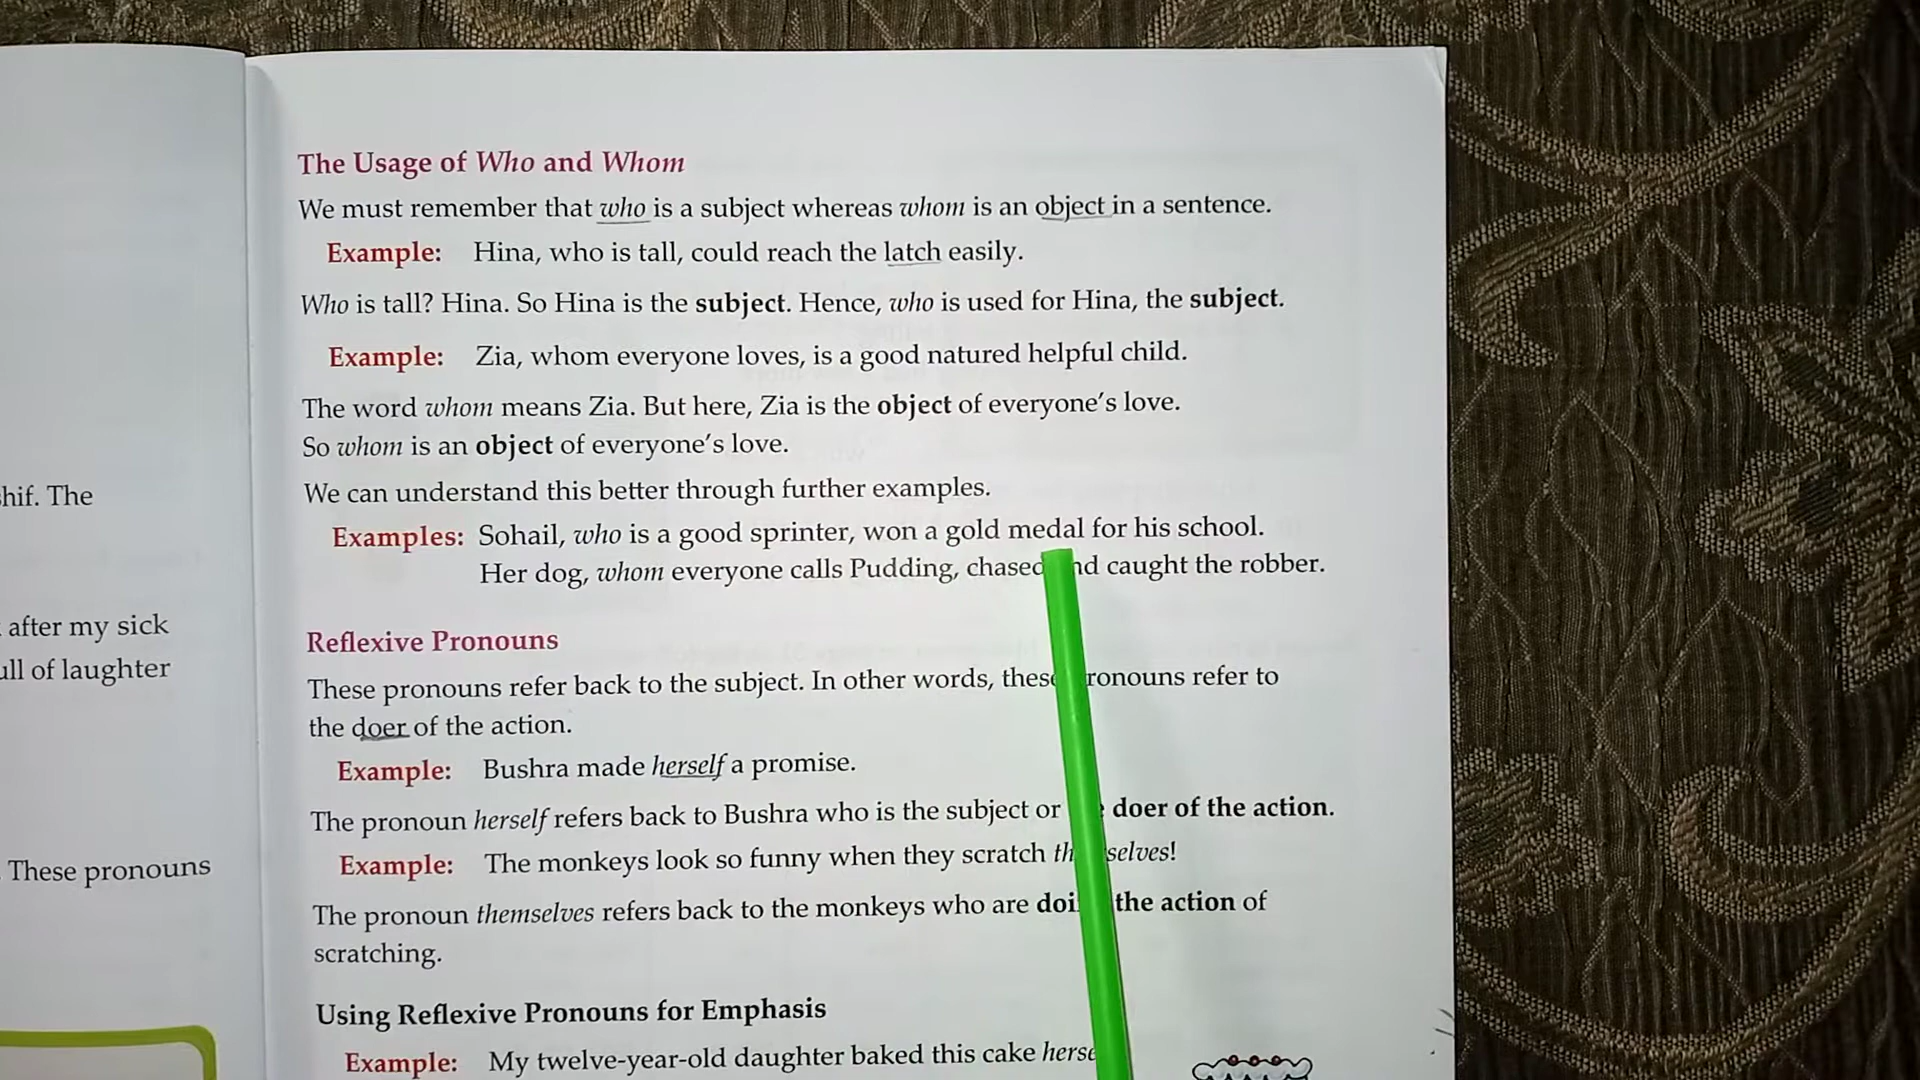 hif. The
after my sick
ull of laughter
These pronouns
The Usage of Who and Whom
We must remember that who is a subject whereas whom is an object in a sentence.
Example: Hina, who is tall, could reach the latch easily.
Who is tall? Hina. So Hina is the subject. Hence, who is used for Hina, the subject.
Example: Zia, whom everyone loves, is a good natured helpful child.
The word whom means Zia. But here, Zia is the object of everyone's love.
So whom is an object of everyone's love.
We can understand this better through further examples.
Examples: Sohail, who is a good sprinter, won a gold medal for his school.
Her dog, whom everyone calls Pudding, chased nd caught the robber.
Reflexive Pronouns
These pronouns refer back to the subject. In other words, these ronouns refer to
the doer of the action.
Example: Bushra made herself a promise.
The pronoun herself refers back to Bushra who is the subject or doer of the action.
Example: The monkeys look so funny when they scratch th selves!
The pronoun themselves refers back to the monkeys who are doi the action of
scratching.
Using Reflexive Pronouns for Emphasis
Example: My twelve-year-old daughter baked this cake herse